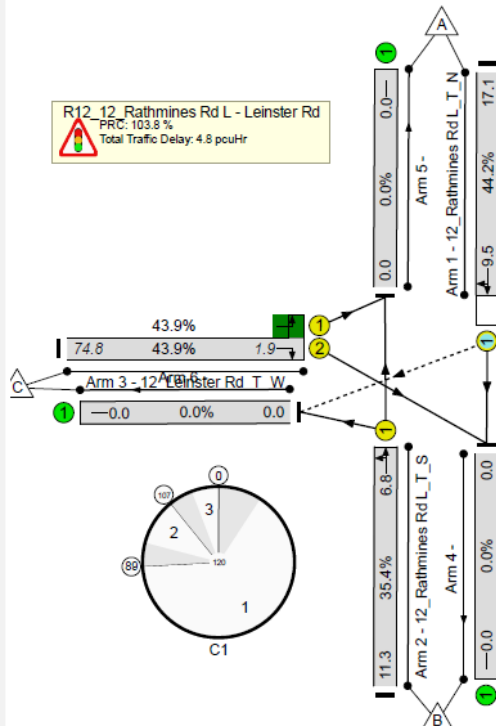 A
1
R12_12_Rathmines Rd L - Leinster Rd
PRC: 103.8 %
Total Traffic Delay: 4.8 pcuHr
0.0
0.0%
0.0
Arm 5 -
Arm 1 - 12_Rathmines Rd L_T_N
17.1
44.2%
9.5
43.9%
1
74.8 43.9% 1.9
2
1
C
Arm 6
Arm 3 - 12_Leinster Rd_T_W
1
0.0 0.0% 0.0
1
6.8
35.4%
11.3
Arm 2 - 12_Rathmines Rd L_T_S
Arm 4 -
0.0
0.0%
0.0
0
107
3
2
89
120
1
C1
1
B